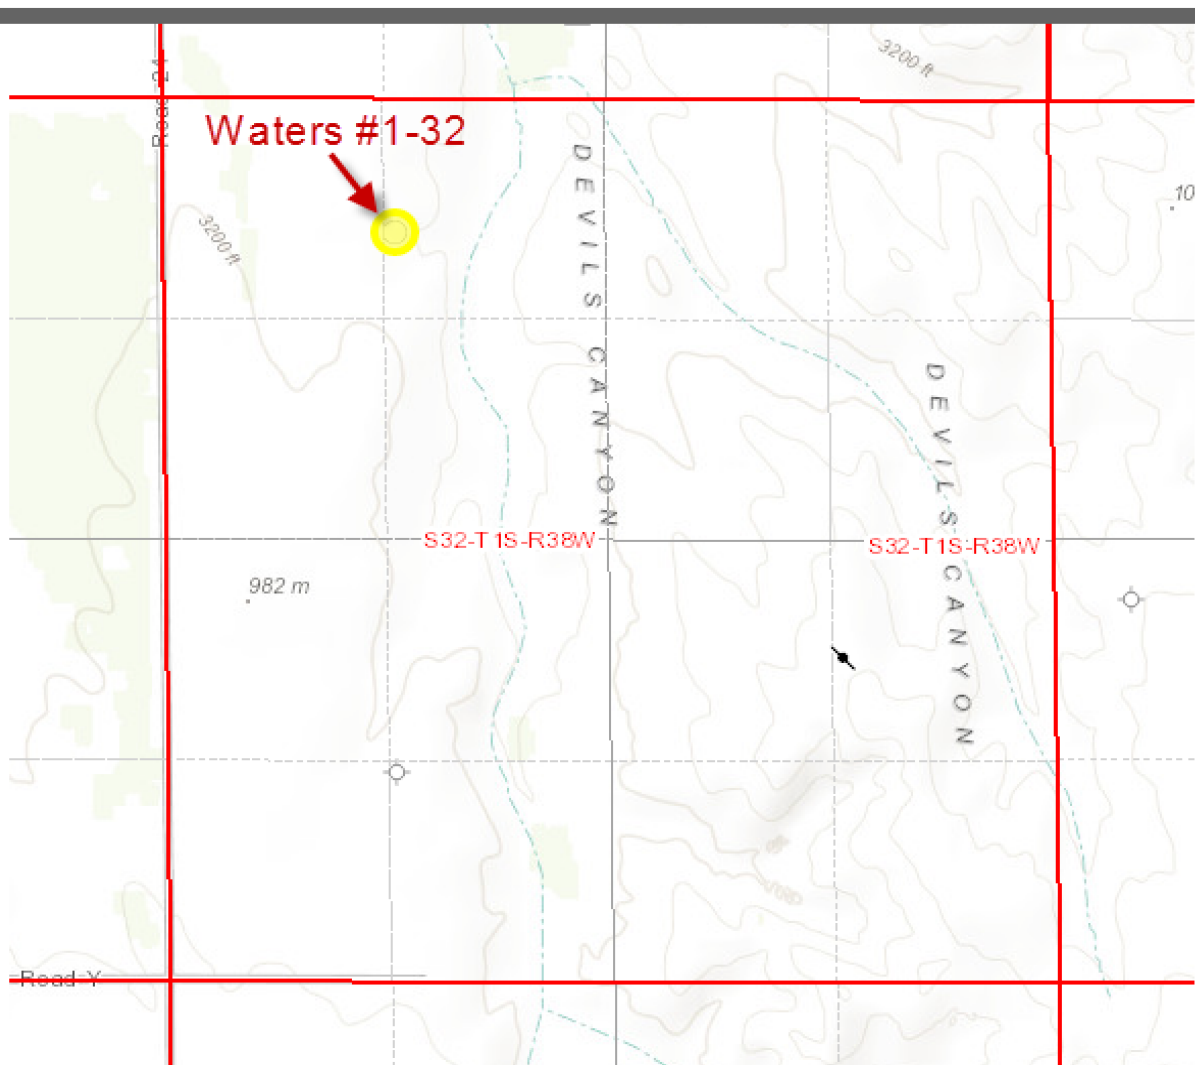 3200 ft
Road 24
Waters #1-32
DEVILS CANYON
10
3200 ft
DEVILS CANYON
S32-T1S-R38W
S32-T1S-R38W
982 m
Road Y